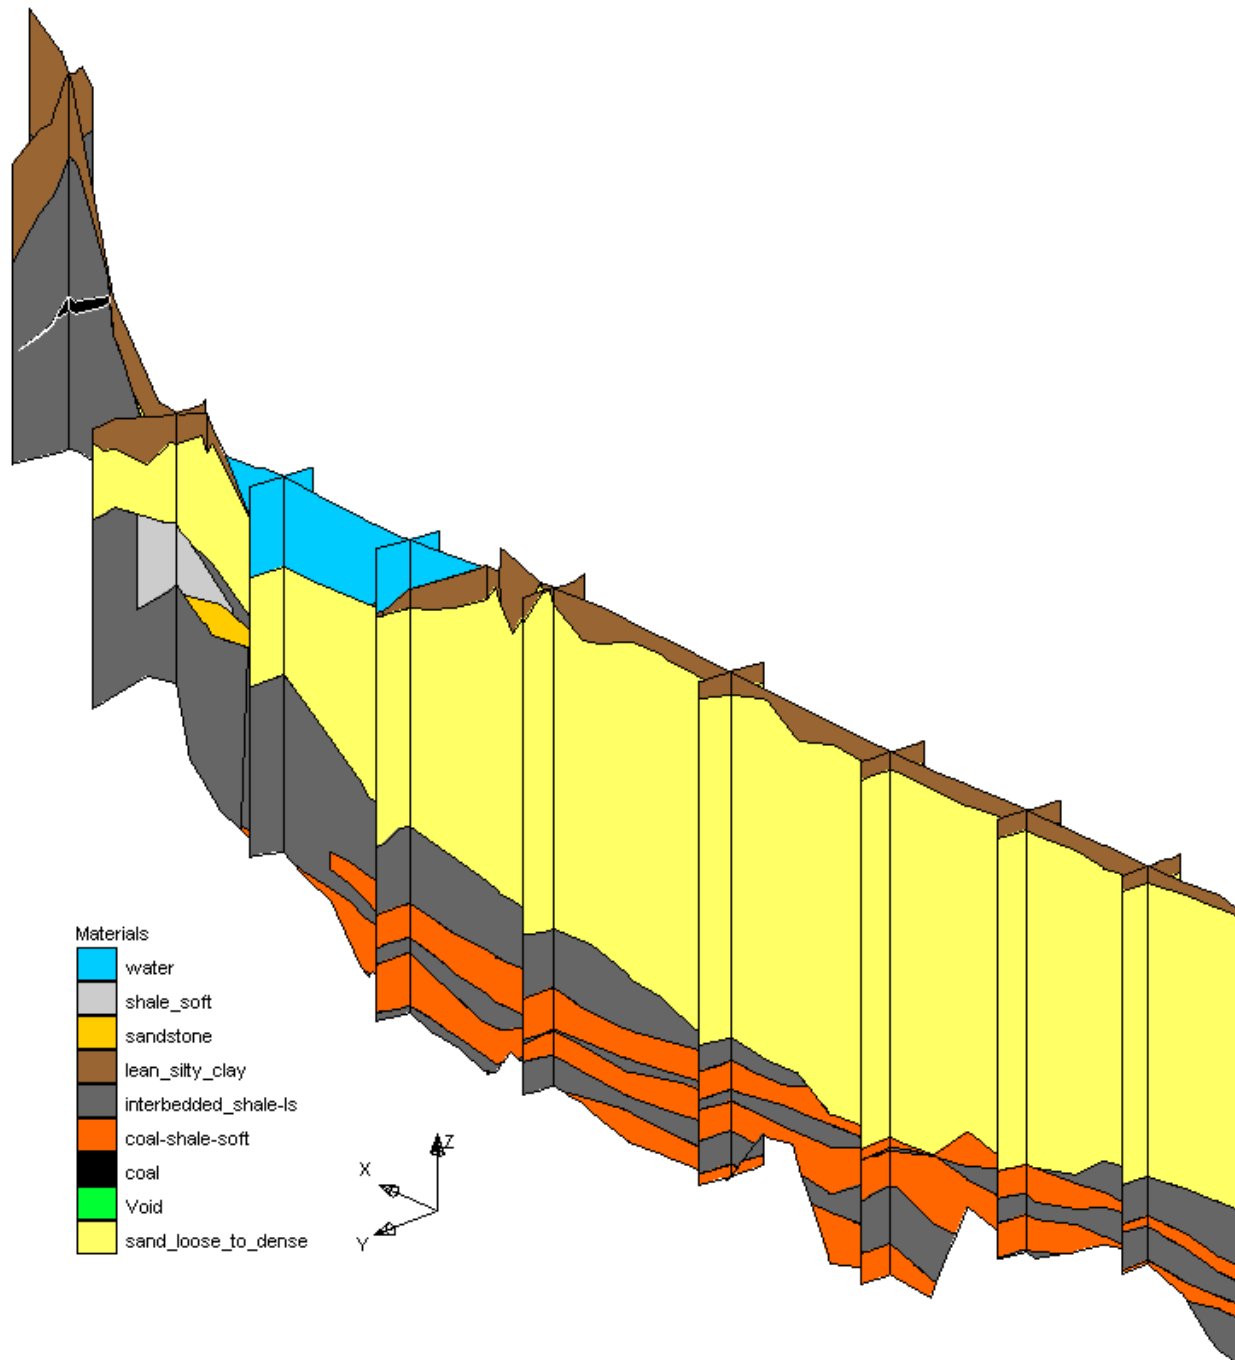 Materials
water
shale_soft
sandstone
lean_silty_clay
interbedded_shale-ls
coal-shale-soft
coal
Void
sand_loose_to_dense
Z
X
Y